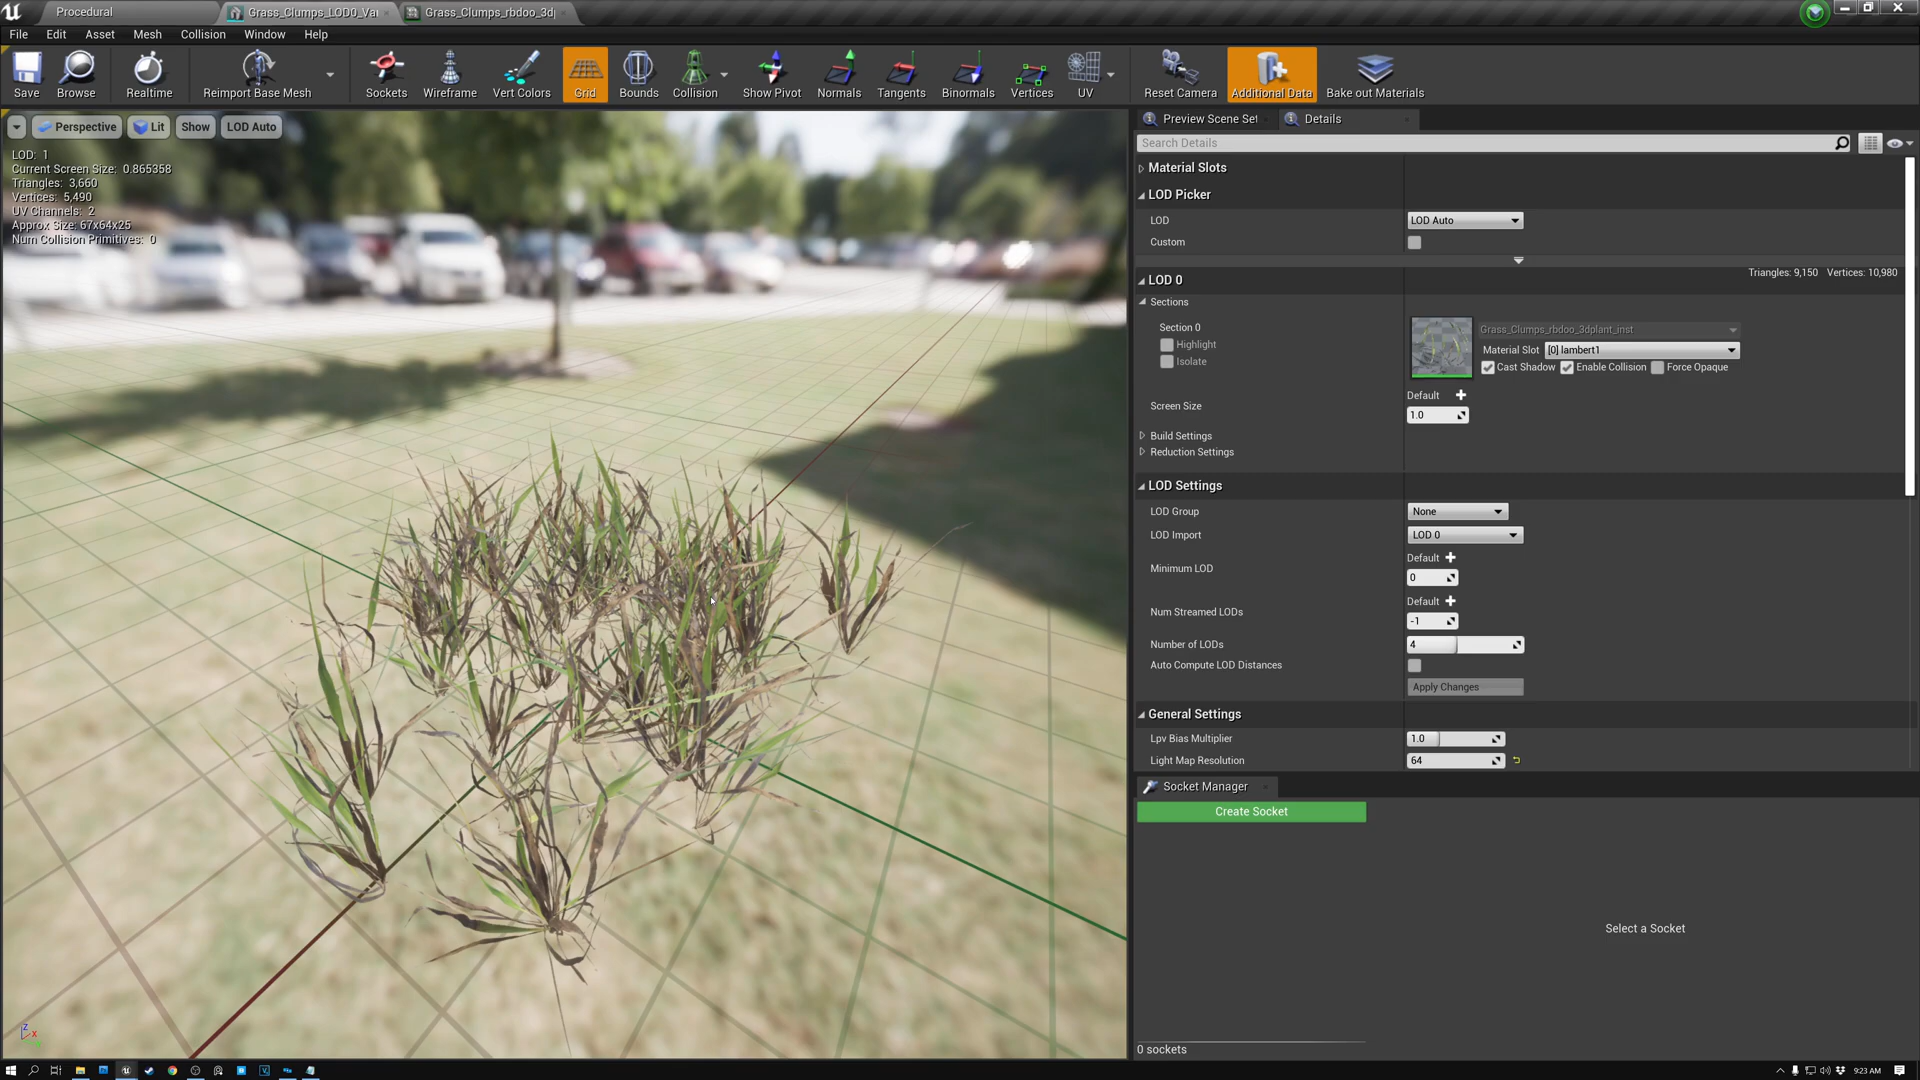 Procedural
Grass_Clumps_LOD0_Va
Grass_Clumps_rbdoo_3d
File Edit Asset Mesh Collision Window Help
Save Browse Realtime Reimport Base Mesh Sockets Wireframe Vert Colors Grid Bounds Collision Show Pivot Normals Tangents Binormals Vertices UV Reset Camera Additional Data Bake out Materials
Perspective Lit Show LOD Auto
LOD: 1
Current Screen Size: 0.865358
Triangles: 3,660
Vertices: 5,490
UV Channels: 2
Approx Size: 67x64x25
Num Collision Primitives: 0
Preview Scene Set Details
Search Details
Material Slots
LOD Picker
LOD LOD Auto
Custom
Triangles: 9,150 Vertices: 10,980
LOD 0
Sections
Section 0
Highlight
Isolate
Grass_Clumps_rbdoo_3dplant_inst
Material Slot [0] lambert1
Cast Shadow Enable Collision Force Opaque
Screen Size Default
1.0
Build Settings
Reduction Settings
LOD Settings
LOD Group None
LOD Import LOD 0
Minimum LOD Default
0
Num Streamed LODs Default
-1
Number of LODs 4
Auto Compute LOD Distances
Apply Changes
General Settings
Lpv Bias Multiplier 1.0
Light Map Resolution 64
Socket Manager
Create Socket
Select a Socket
0 sockets
Z X
9:23 AM